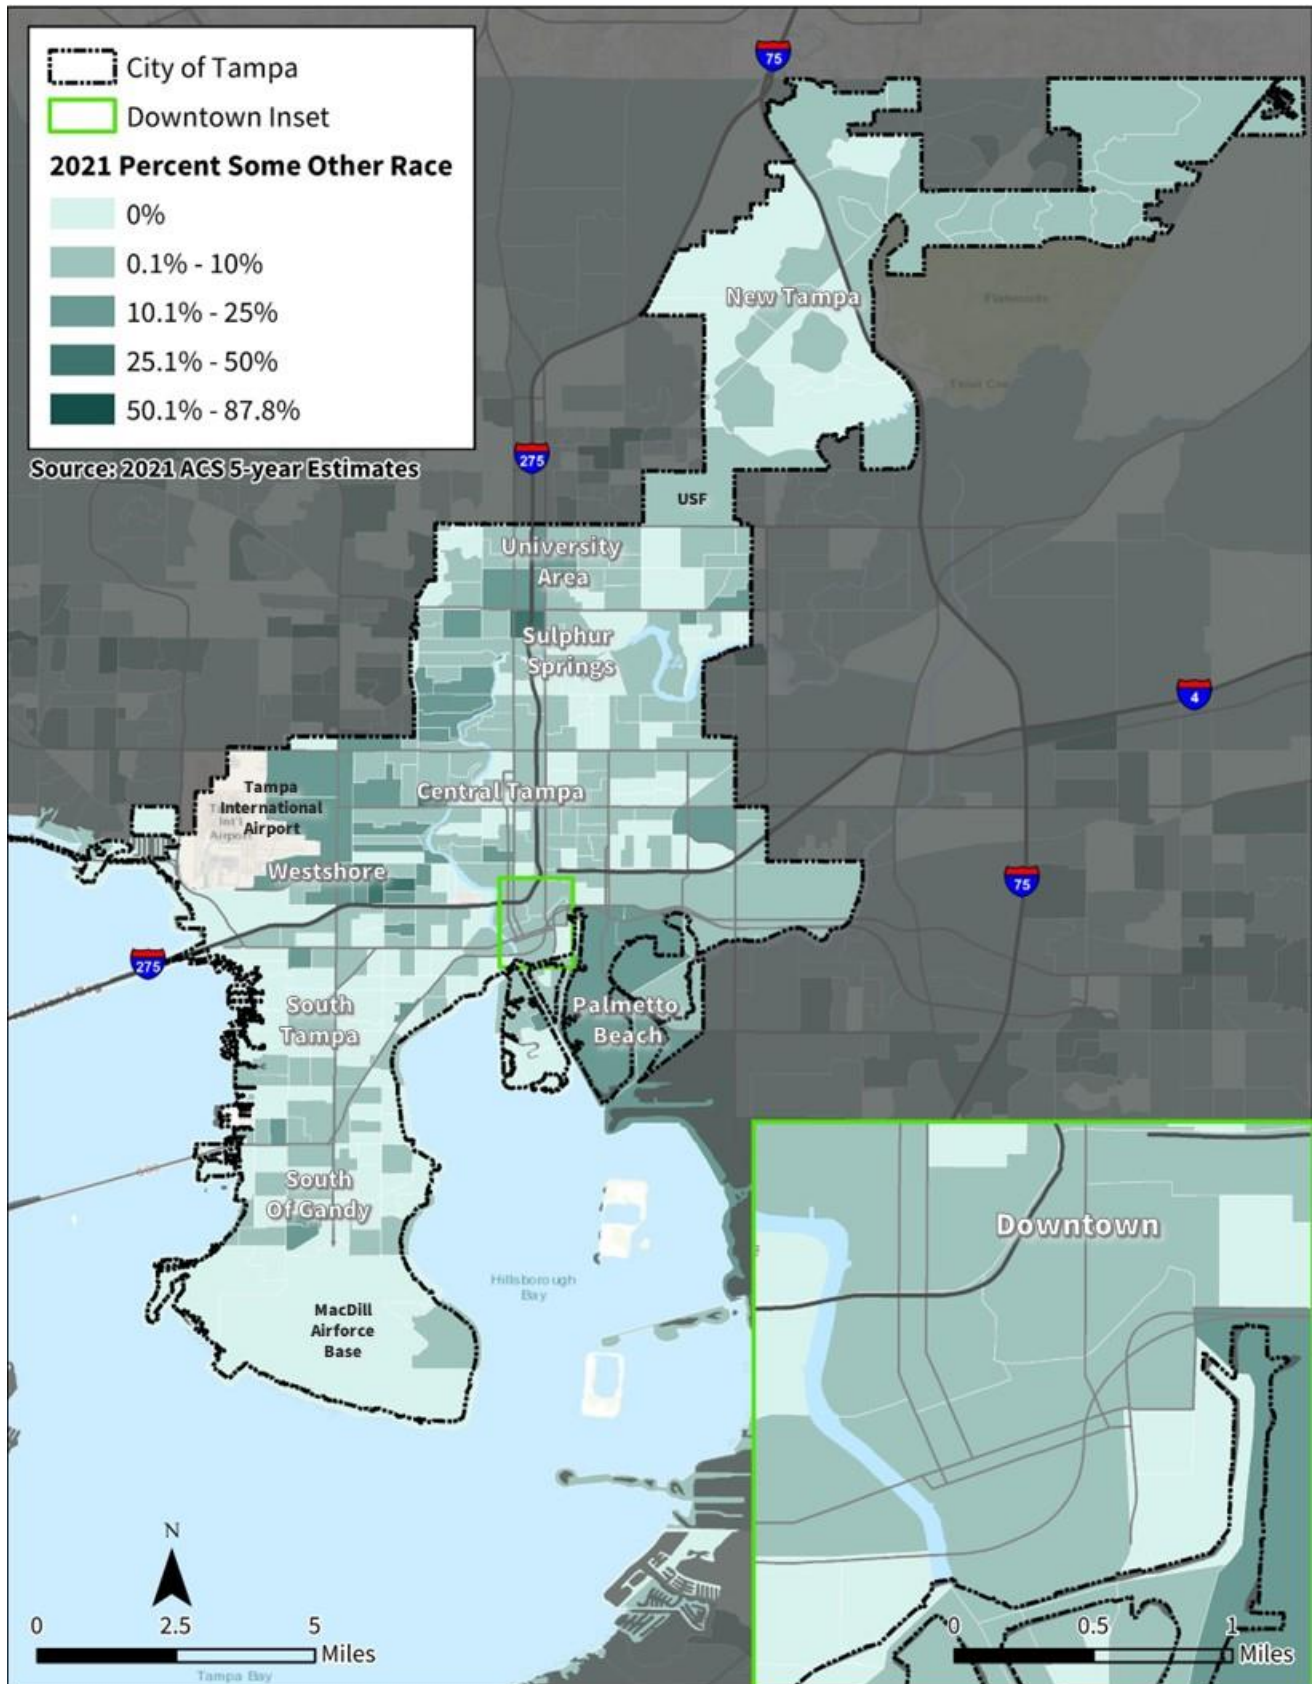 City of Tampa
Downtown Inset
2021 Percent Some Other Race
0%
0.1% - 10%
10.1% - 25%
25.1% - 50%
50.1% - 87.8%
Source: 2021 ACS 5-year Estimates
75
New Tampa
275
USF
University
Area
Sulphur
Springs
4
Central Tampa
Tampa
International
Airport
Westshore
75
275
South
Tampa
Palmetto
Beach
South
Of Gandy
Downtown
Hillsborough
Bay
MacDill
Airforce
Base
N
0 2.5 5
Miles
Tampa Bay
0 0.5 1
Miles